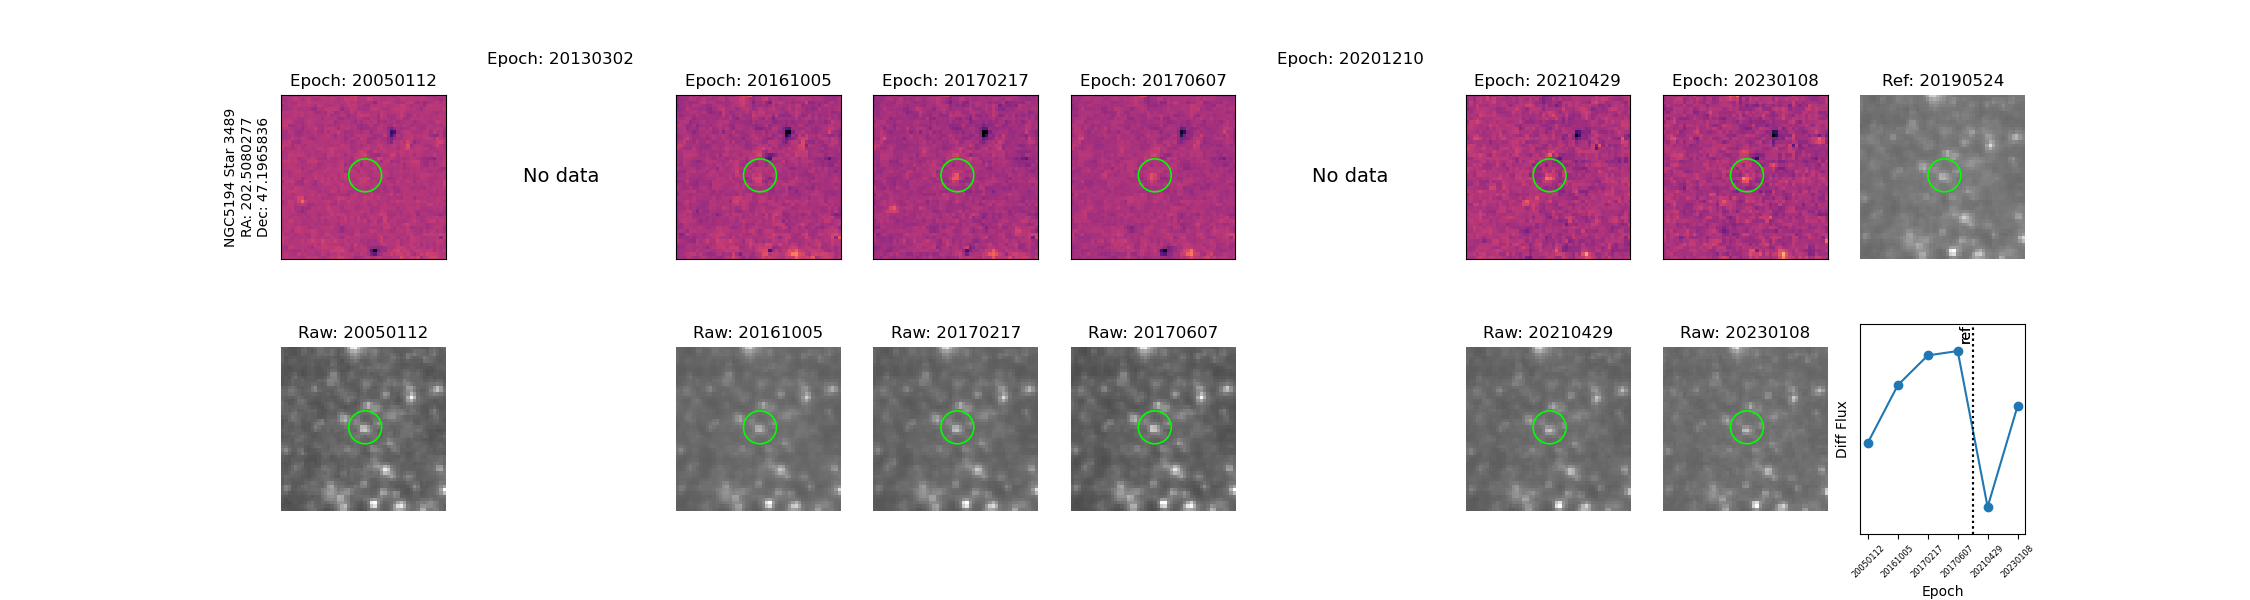 Epoch: 20130302
Epoch: 20201210
Epoch: 20050112
Epoch: 20161005
Epoch: 20170217
Epoch: 20170607
Epoch: 20210429
Epoch: 20230108
Ref: 20190524
NGC5194 Star 3489
RA: 202.5080277
Dec: 47.1965836
No data
No data
Raw: 20050112
Raw: 20161005
Raw: 20170217
Raw: 20170607
Raw: 20210429
Raw: 20230108
ref
Diff Flux
20050112
20161005
20170217
20170607
20210429
20230108
Epoch